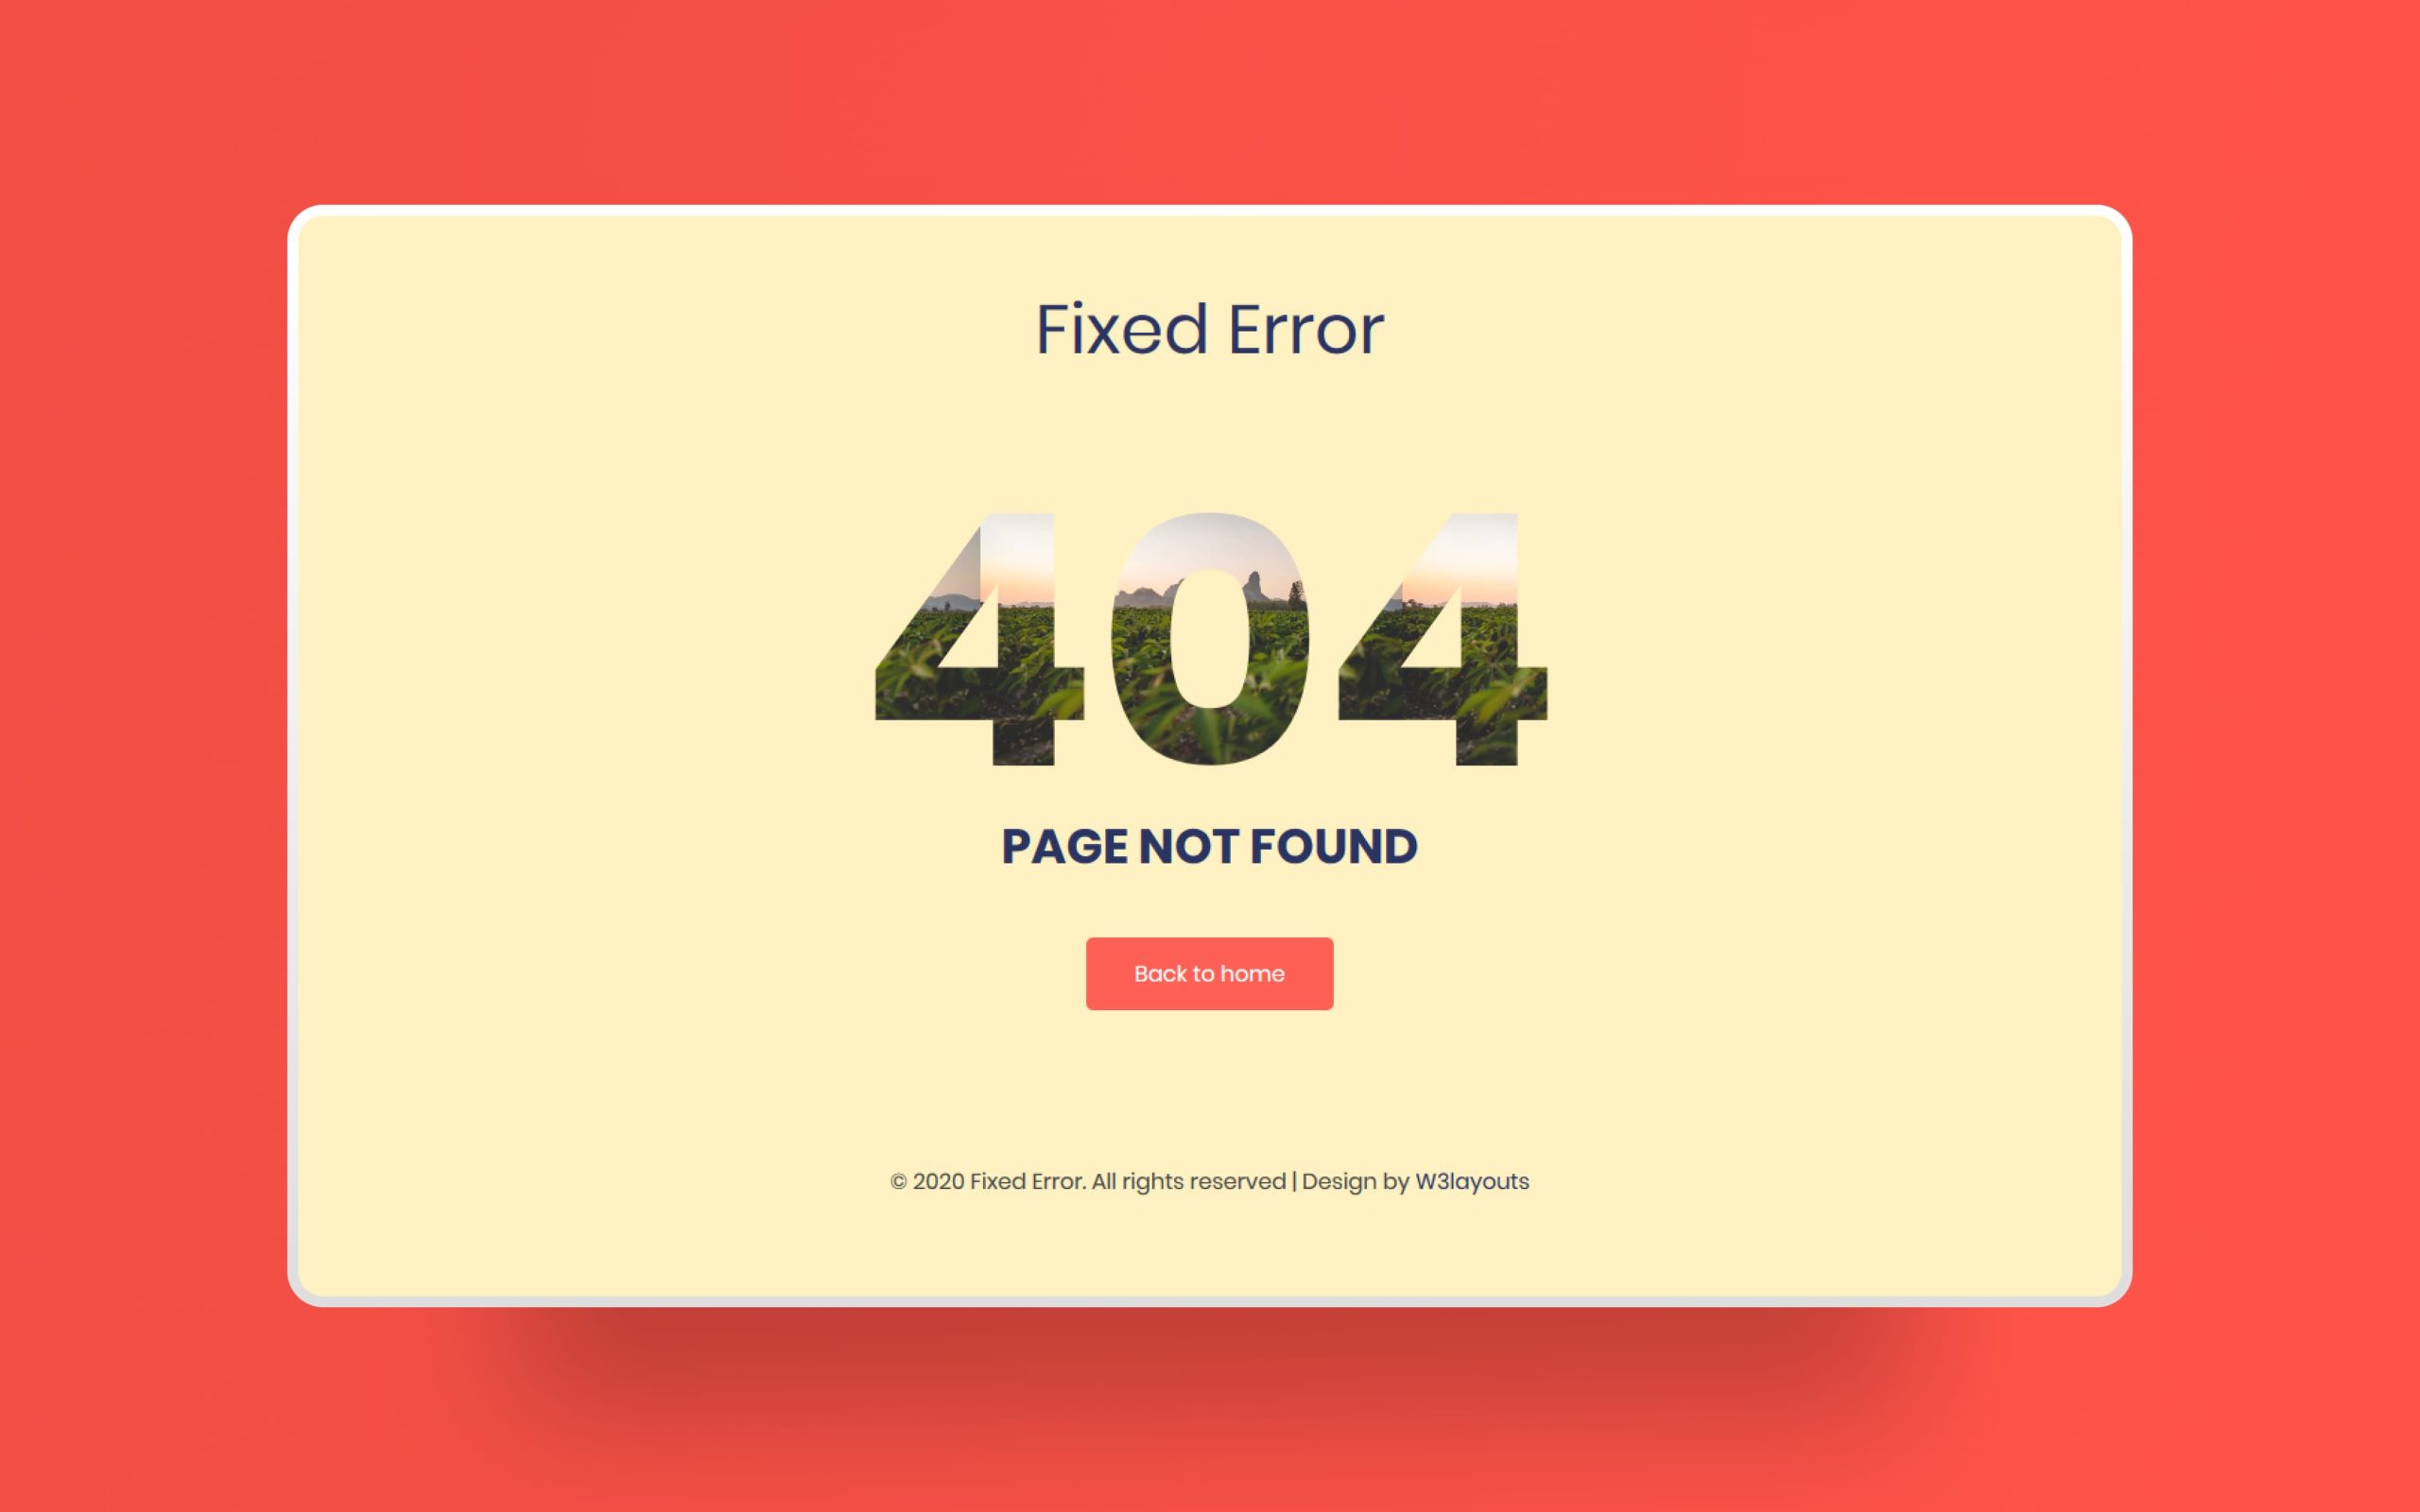 Fixed Error
404
PAGE NOT FOUND
Back to home
© 2020 Fixed Error. All rights reserved | Design by W3layouts